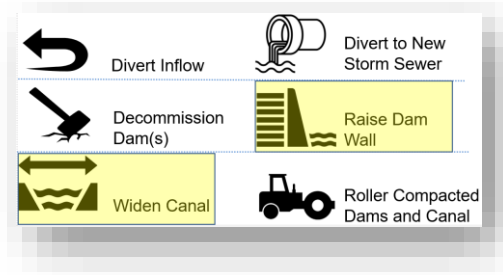 Divert Inflow
Divert to New
Storm Sewer
Decommission
Dam(s)
Raise Dam
Wall
Widen Canal
Roller Compacted
Dams and Canal